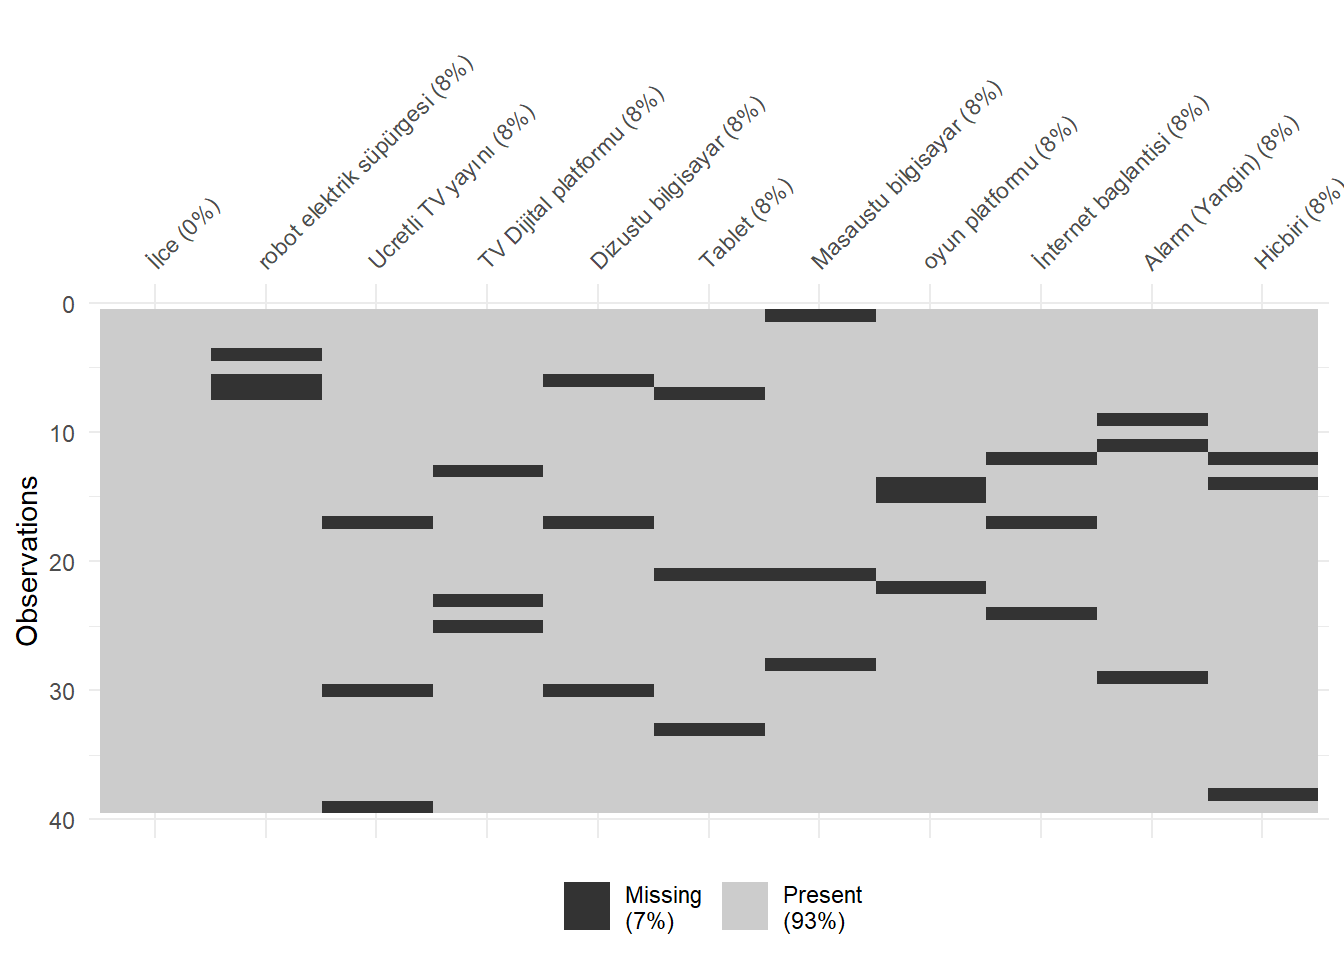 İlce (0%)
robot elektrik süpürgesi (8%)
Ucretli TV yayını (8%)
TV Dijital platformu (8%)
Dizustu bilgisayar (8%)
Tablet (8%)
Masaustu bilgisayar (8%)
oyun platformu (8%)
İnternet baglantisi (8%)
Alarm (Yangin) (8%)
Hicbiri (8%)
0
10
20
30
40
Observations
Missing
(7%)
Present
(93%)